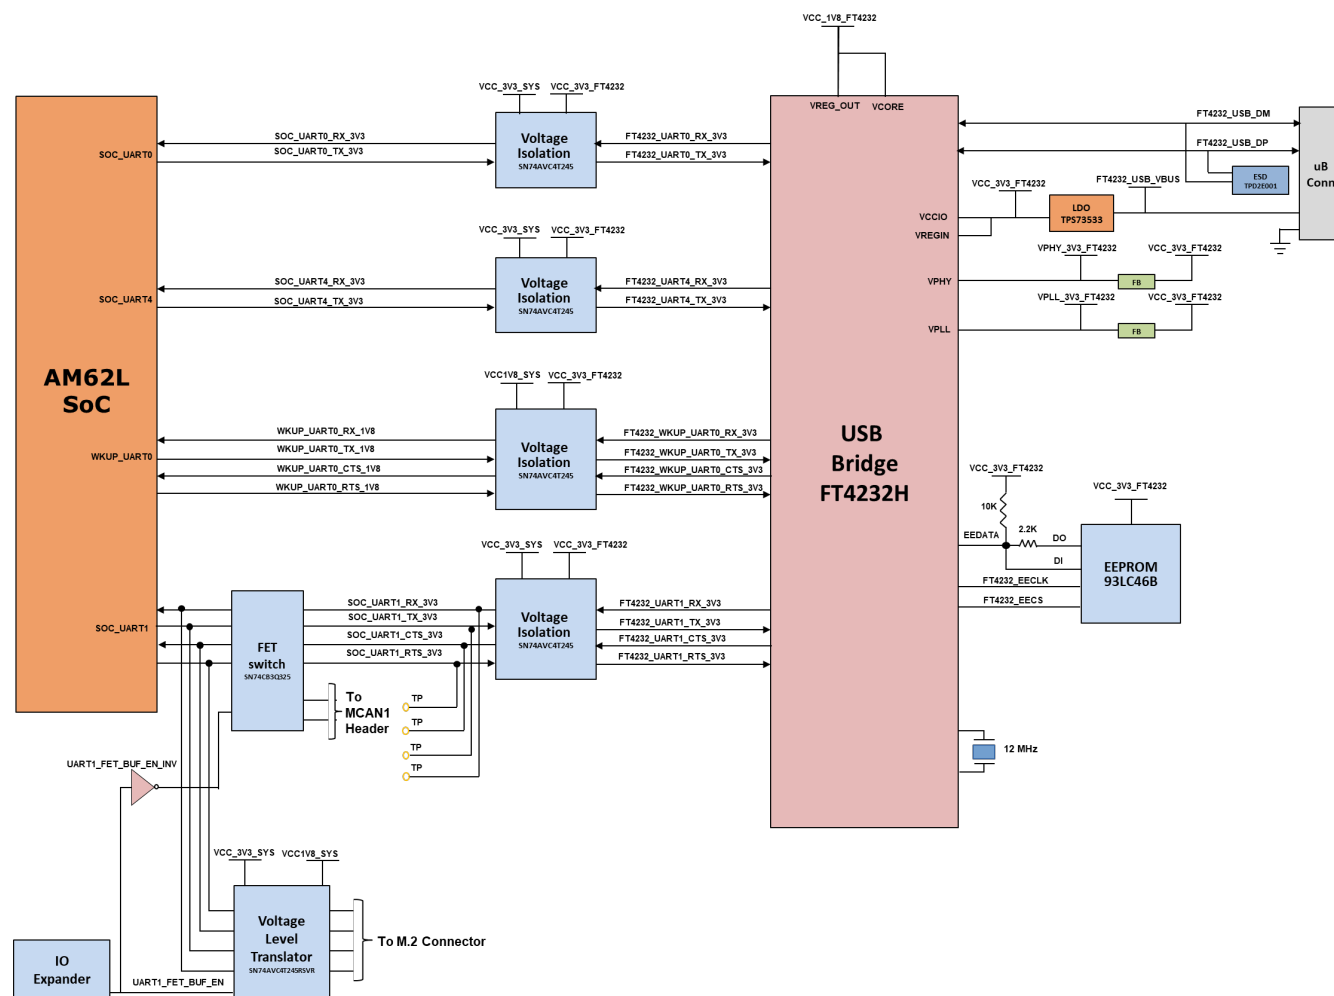 VCC_1V8_FT4232
VREG_OUT
VCORE
AM62L
SoC
SOC_UART0
SOC_UART4
WKUP_UART0
SOC_UART1
VCC_3V3_SYS
VCC_3V3_FT4232
SOC_UART0_RX_3V3
SOC_UART0_TX_3V3
Voltage
Isolation
SN74AVC4T245
FT4232_UART0_RX_3V3
FT4232_UART0_TX_3V3
VCC_3V3_SYS
VCC_3V3_FT4232
SOC_UART4_RX_3V3
SOC_UART4_TX_3V3
Voltage
Isolation
SN74AVC4T245
FT4232_UART4_RX_3V3
FT4232_UART4_TX_3V3
VCC1V8_SYS
VCC_3V3_FT4232
WKUP_UART0_RX_1V8
WKUP_UART0_TX_1V8
WKUP_UART0_CTS_1V8
WKUP_UART0_RTS_1V8
Voltage
Isolation
SN74AVC4T245
FT4232_WKUP_UART0_RX_3V3
FT4232_WKUP_UART0_TX_3V3
FT4232_WKUP_UART0_CTS_3V3
FT4232_WKUP_UART0_RTS_3V3
VCC_3V3_SYS
VCC_3V3_FT4232
SOC_UART1_RX_3V3
SOC_UART1_TX_3V3
SOC_UART1_CTS_3V3
SOC_UART1_RTS_3V3
Voltage
Isolation
SN74AVC4T245
FT4232_UART1_RX_3V3
FT4232_UART1_TX_3V3
FT4232_UART1_CTS_3V3
FT4232_UART1_RTS_3V3
FET
switch
SN74CB3Q325
To
MCAN1
Header
TP
TP
TP
TP
UART1_FET_BUF_EN_INV
VCC_3V3_SYS
VCC1V8_SYS
Voltage
Level
Translator
SN74AVC4T245RSVR
To M.2 Connector
IO
Expander
UART1_FET_BUF_EN
USB
Bridge
FT4232H
FT4232_USB_DM
FT4232_USB_DP
uB
Conn
ESD
TPD2E001
FT4232_USB_VBUS
VCC_3V3_FT4232
LDO
TPS73533
VCCIO
VREGIN
VPHY_3V3_FT4232
VCC_3V3_FT4232
VPHY
FB
VPLL_3V3_FT4232
VCC_3V3_FT4232
VPLL
FB
VCC_3V3_FT4232
10K
2.2K
EEDATA
DO
DI
VCC_3V3_FT4232
EEPROM
93LC46B
FT4232_EECLK
FT4232_EECS
12 MHz